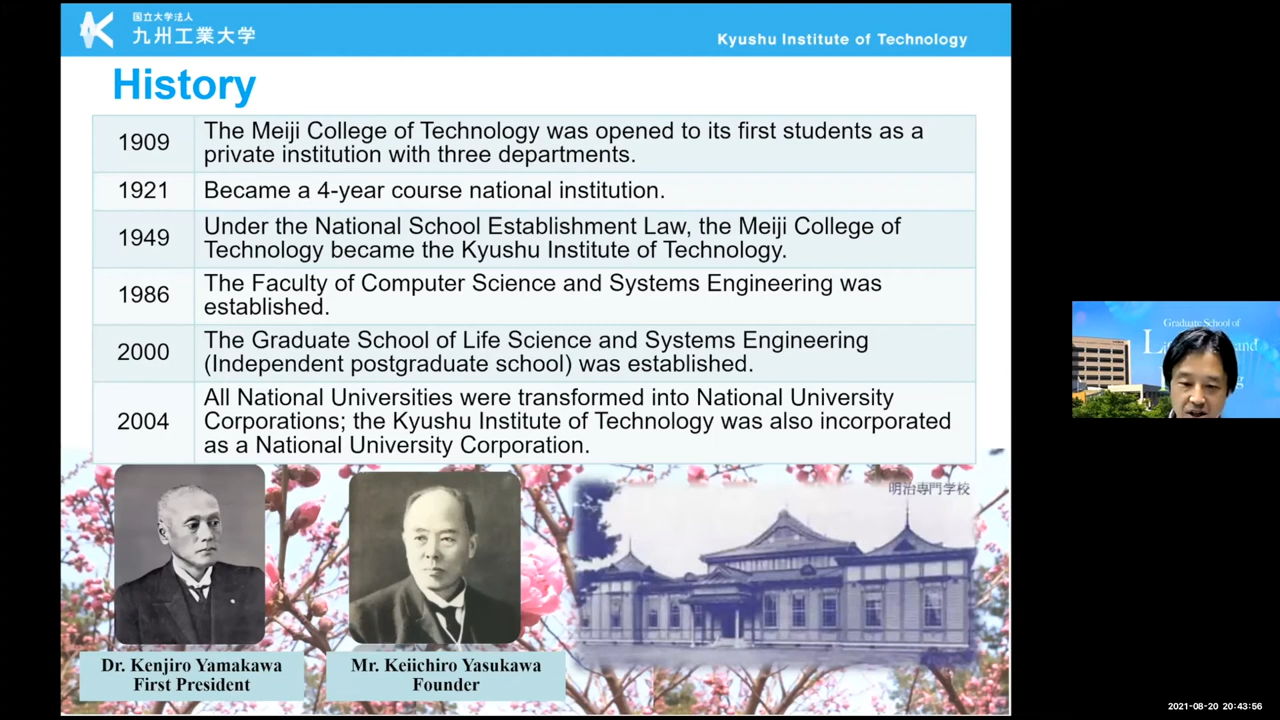 国立大学法人
九州工業大学
Kyushu Institute of Technology
History
1909
The Meiji College of Technology was opened to its first students as a
private institution with three departments.
1921
Became a 4-year course national institution.
1949
Under the National School Establishment Law, the Meiji College of
Technology became the Kyushu Institute of Technology.
1986
The Faculty of Computer Science and Systems Engineering was
established.
2000
The Graduate School of Life Science and Systems Engineering
(Independent postgraduate school) was established.
2004
All National Universities were transformed into National University
Corporations; the Kyushu Institute of Technology was also incorporated
as a National University Corporation.
明治専門学校
Dr. Kenjiro Yamakawa
First President
Mr. Keiichiro Yasukawa
Founder
Graduate School of
and
2021-08-20 20:43:56